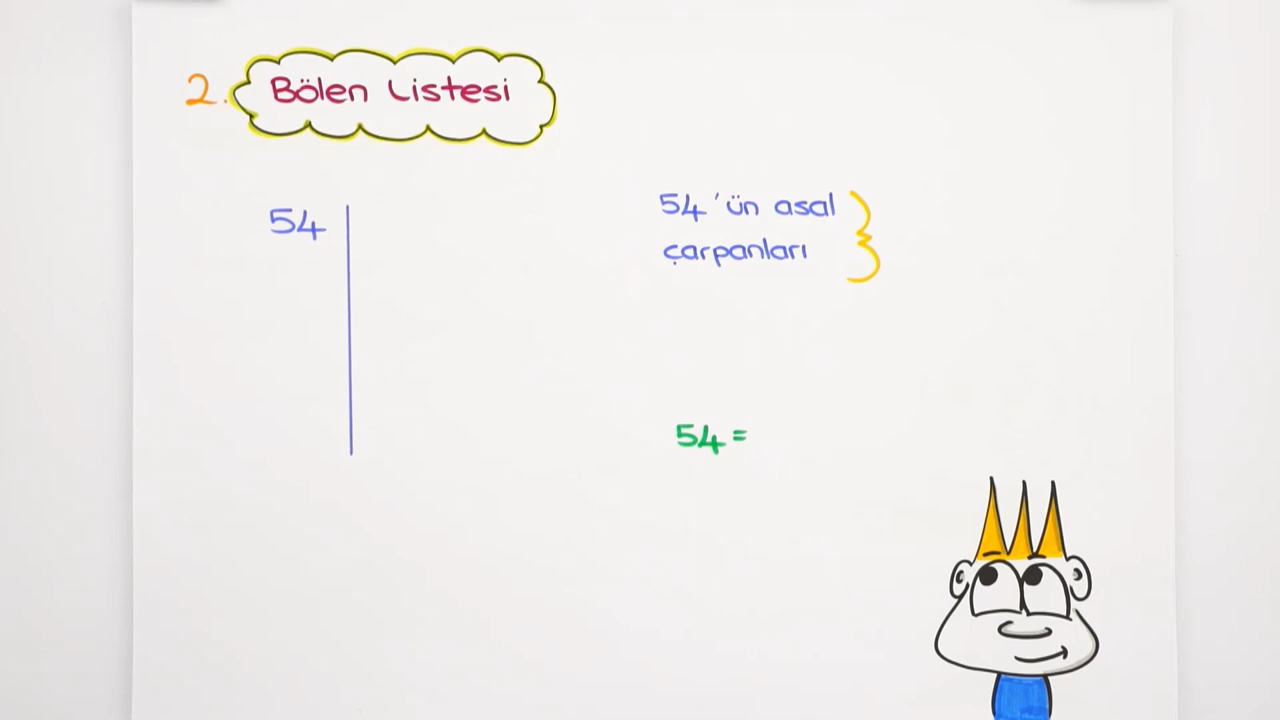 2. Bölen Listesi
54
54'ün asal
çarpanları
54 =